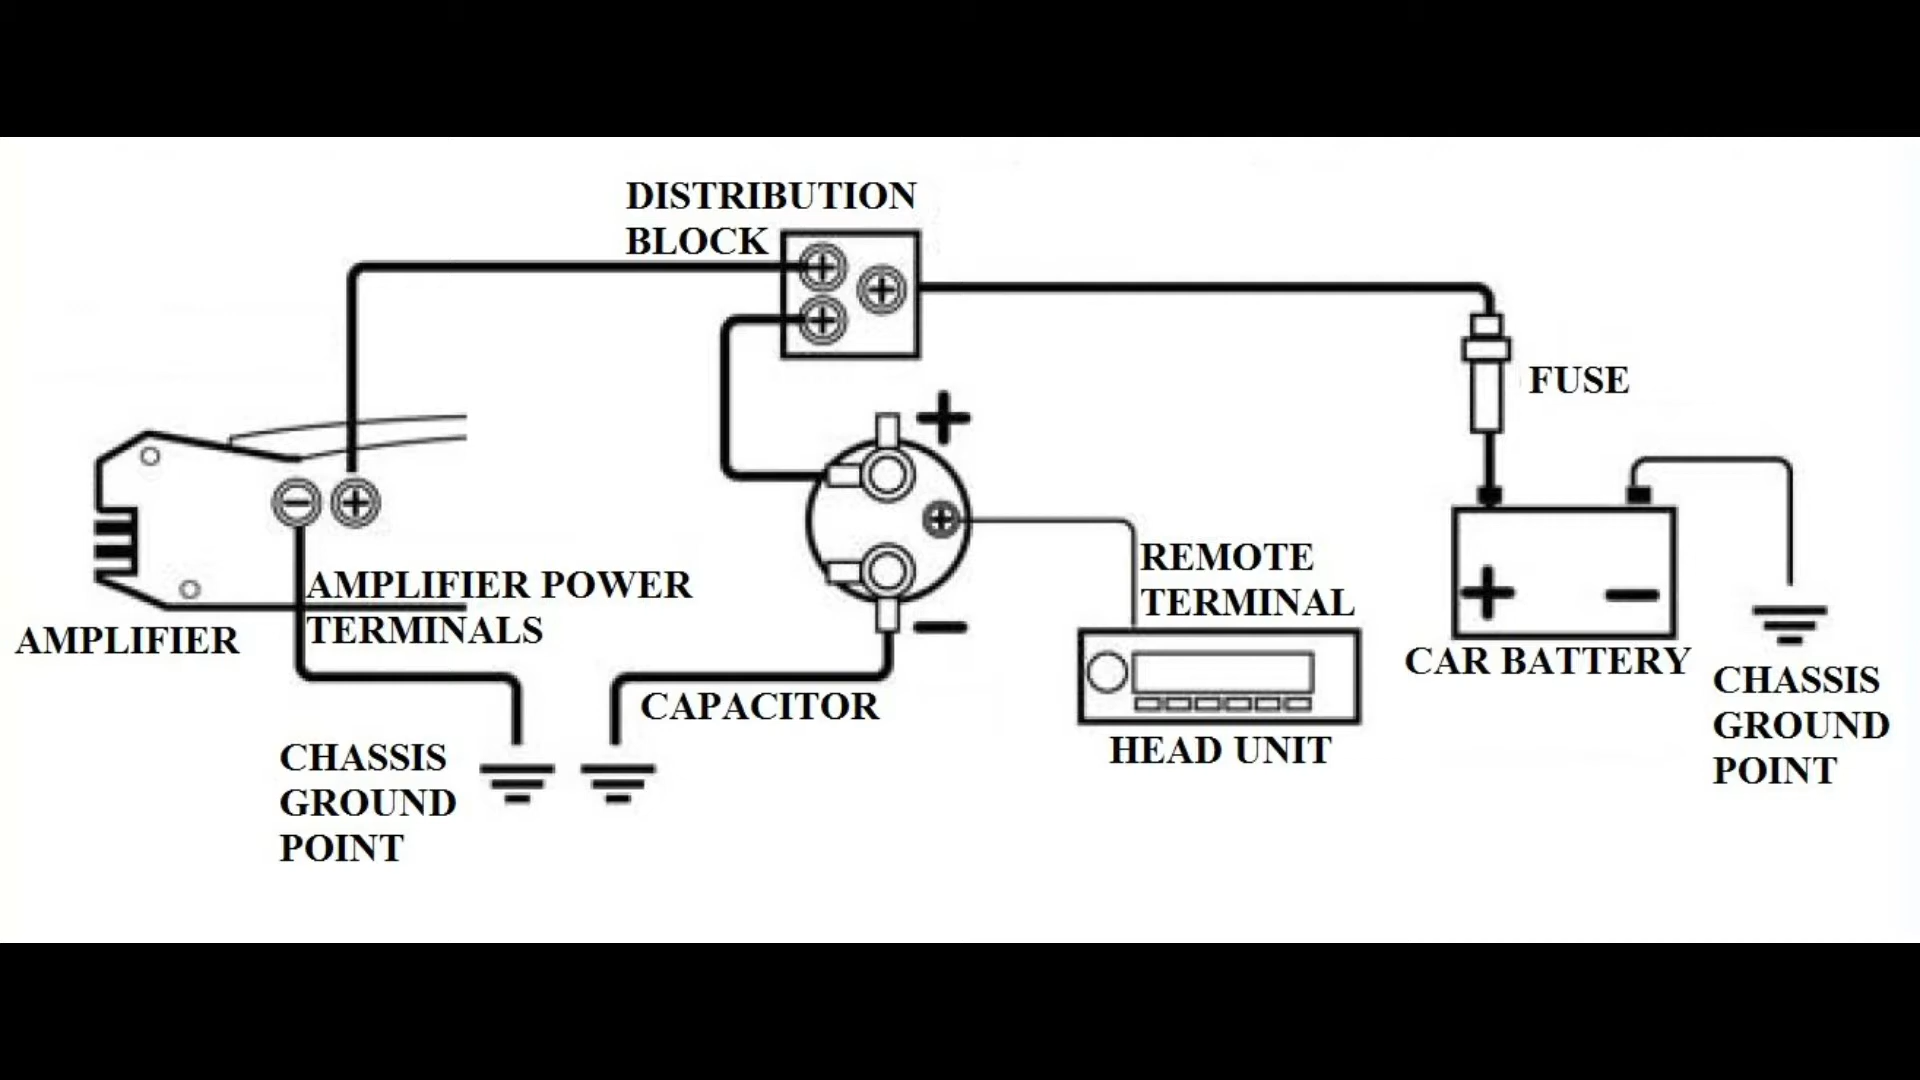 DISTRIBUTION
BLOCK
FUSE
AMPLIFIER POWER
TERMINALS
AMPLIFIER
REMOTE
TERMINAL
CAR BATTERY
CHASSIS
GROUND
POINT
CAPACITOR
HEAD UNIT
CHASSIS
GROUND
POINT